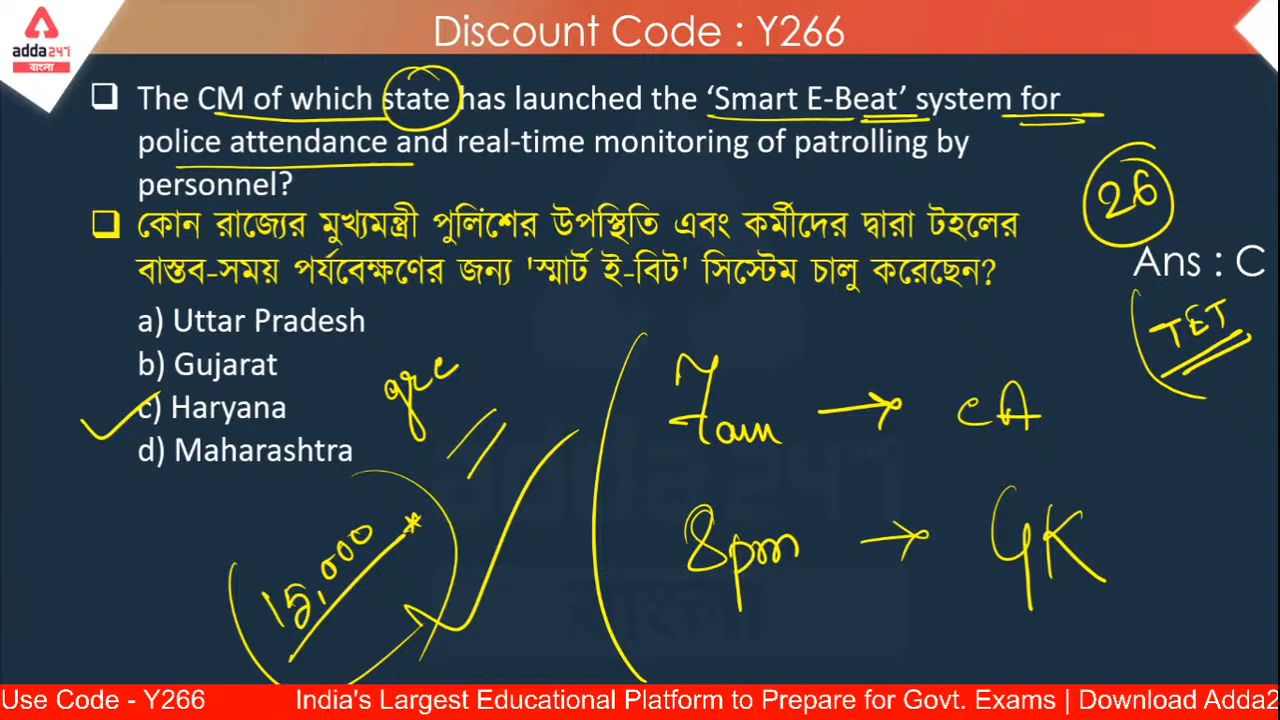 Discount Code : Y266
adda247
বাংলা
The CM of which state has launched the ‘Smart E-Beat’ system for
police attendance and real-time monitoring of patrolling by
personnel?
কোন রাজ্যের মুখ্যমন্ত্রী পুলিশের উপস্থিতি এবং কর্মীদের দ্বারা টহলের
বাস্তব-সময় পর্যবেক্ষণের জন্য 'স্মার্ট ই-বিট' সিস্টেম চালু করেছেন?
26
Ans : C
TET
a) Uttar Pradesh
b) Gujarat
c) Haryana
d) Maharashtra
7am → CA
8pm → GK
15,000
adda247
বাংলা
Use Code - Y266 India's Largest Educational Platform to Prepare for Govt. Exams | Download Adda2